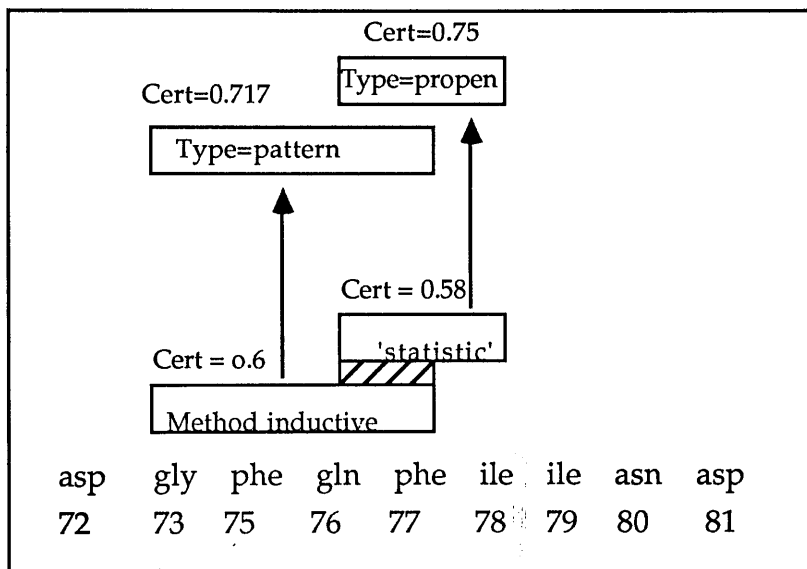 Cert=0.75
Type=propen
Cert=0.717
Type=pattern
Cert = 0.58
'statistic'
Cert = o.6
Method inductive
asp gly phe gln phe ile ile asn asp
72 73 75 76 77 78 79 80 81